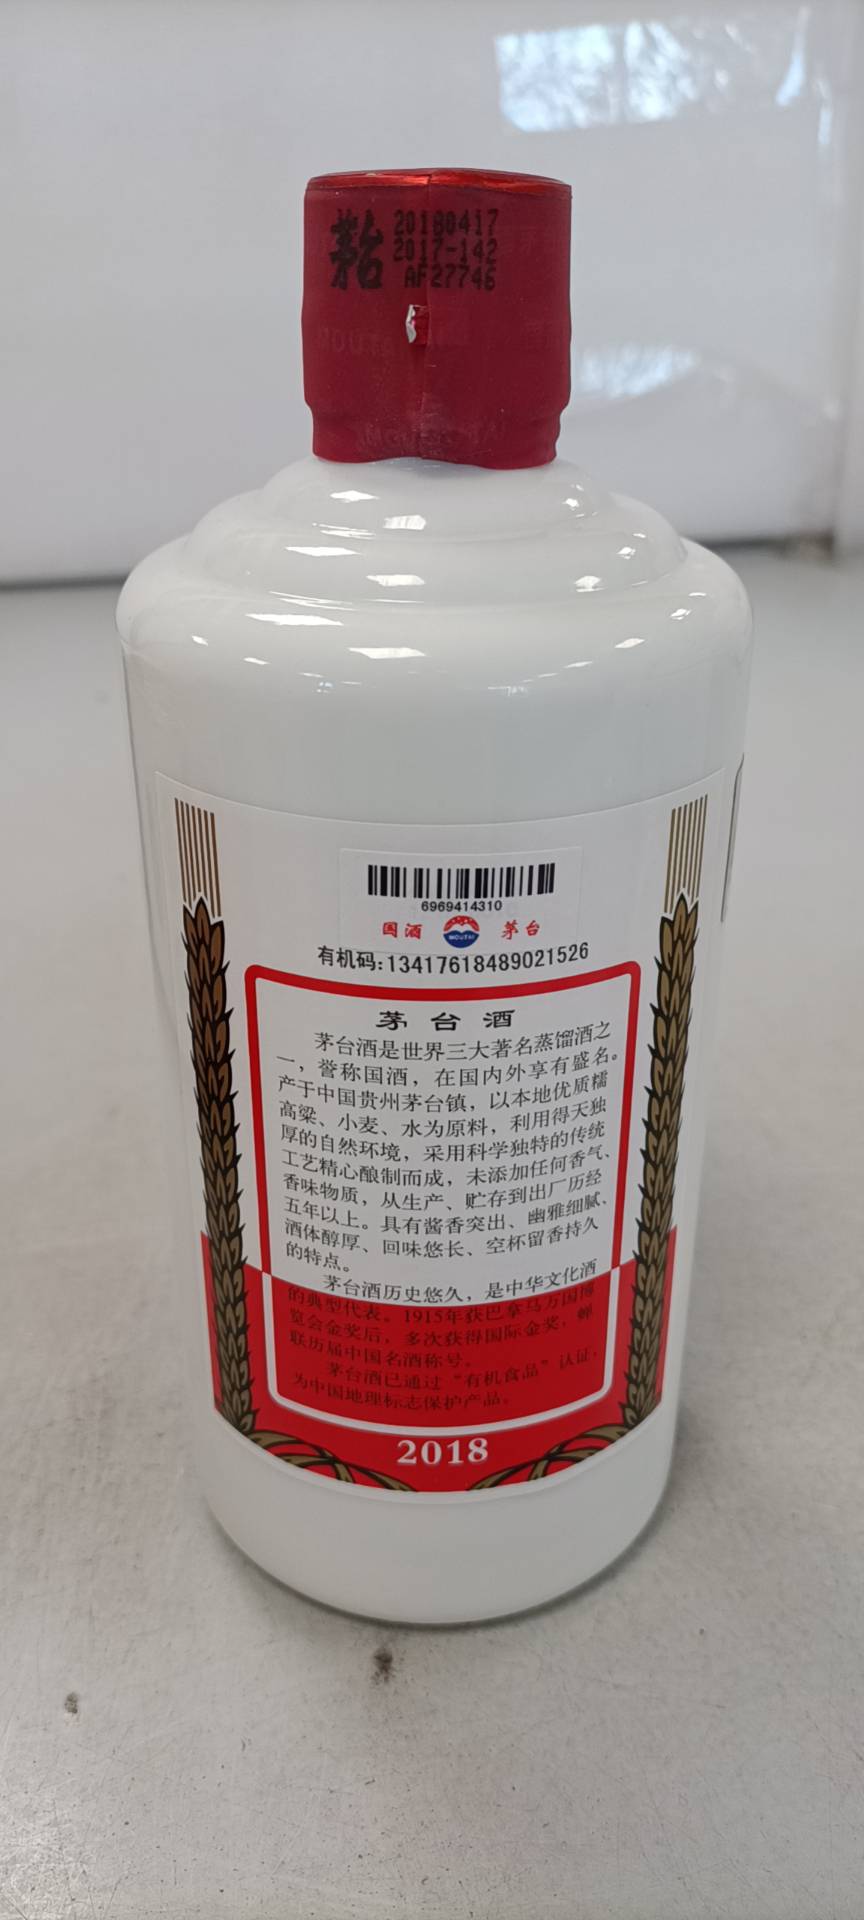 茅台
20180417
2017-142
AF27746
6969414310
国酒 MOUTAI 茅台
有机码:13417618489021526
茅台酒
茅台酒是世界三大著名蒸馏酒之
一，誉称国酒，在国内外享有盛名。
产于中国贵州茅台镇，以本地优质糯
高粱、小麦、水为原料，利用得天独
厚的自然环境，采用科学独特的传统
工艺精心酿制而成，未添加任何香气、
香味物质，从生产、贮存到出厂历经
五年以上。具有酱香突出、幽雅细腻、
酒体醇厚、回味悠长、空杯留香持久
的特点。
茅台酒历史悠久，是中华文化酒
的典型代表。1915年获巴拿马万国博
览会金奖后，多次获得国际金奖，蝉
联历届中国名酒称号。
茅台酒已通过“有机食品”认证，
为中国地理标志保护产品。
2018